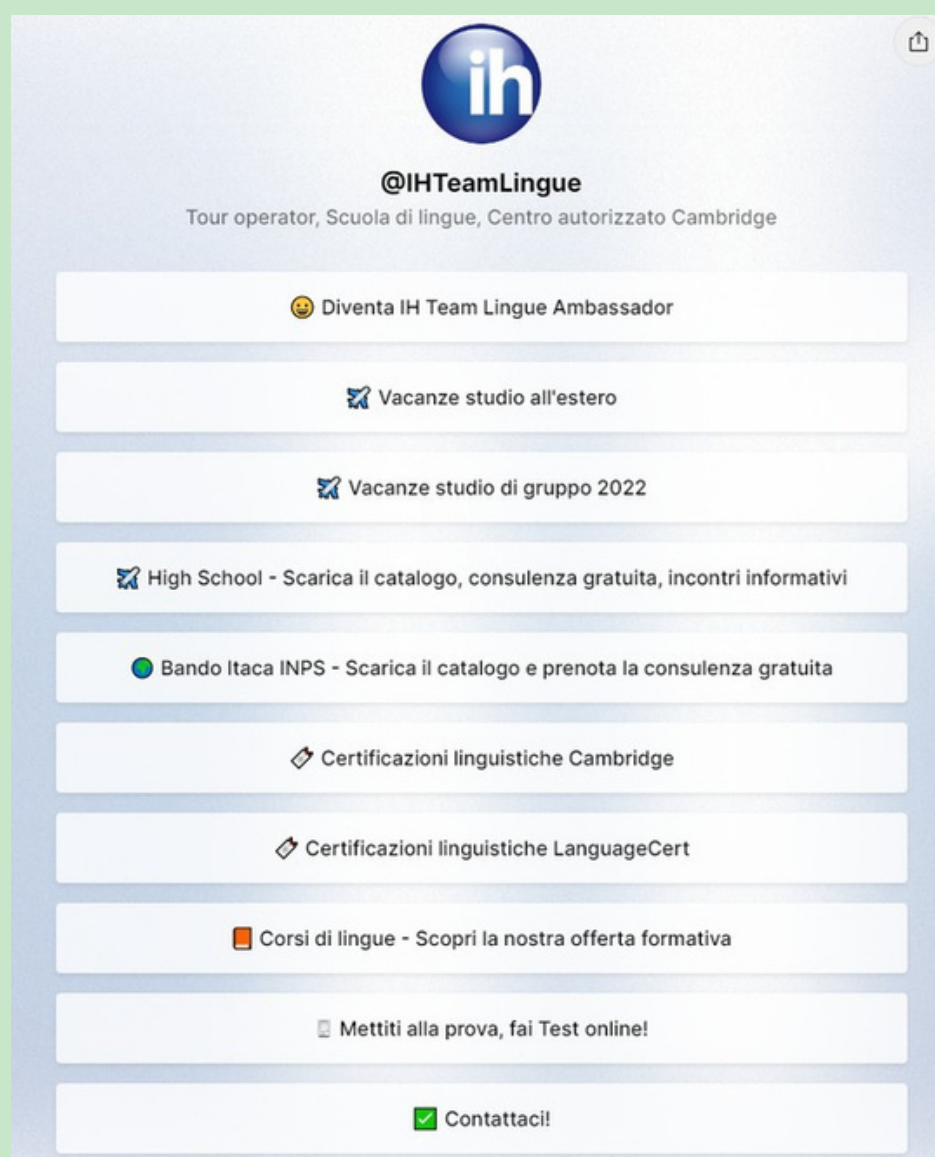 ih
@IHTeamLingue
Tour operator, Scuola di lingue, Centro autorizzato Cambridge
😀 Diventa IH Team Lingue Ambassador
✈️ Vacanze studio all'estero
✈️ Vacanze studio di gruppo 2022
✈️ High School - Scarica il catalogo, consulenza gratuita, incontri informativi
🌍 Bando Itaca INPS - Scarica il catalogo e prenota la consulenza gratuita
Certificazioni linguistiche Cambridge
Certificazioni linguistiche LanguageCert
📙 Corsi di lingue - Scopri la nostra offerta formativa
Mettiti alla prova, fai Test online!
✅ Contattaci!